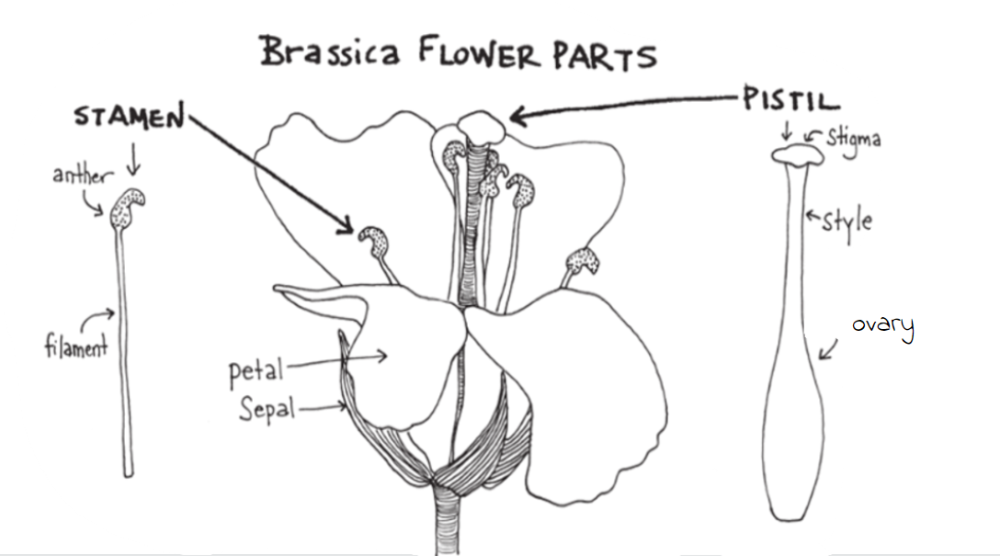 Brassica FLOWER PARTS
STAMEN
PISTIL
Stigma
anther
style
ovary
filament
petal
Sepal